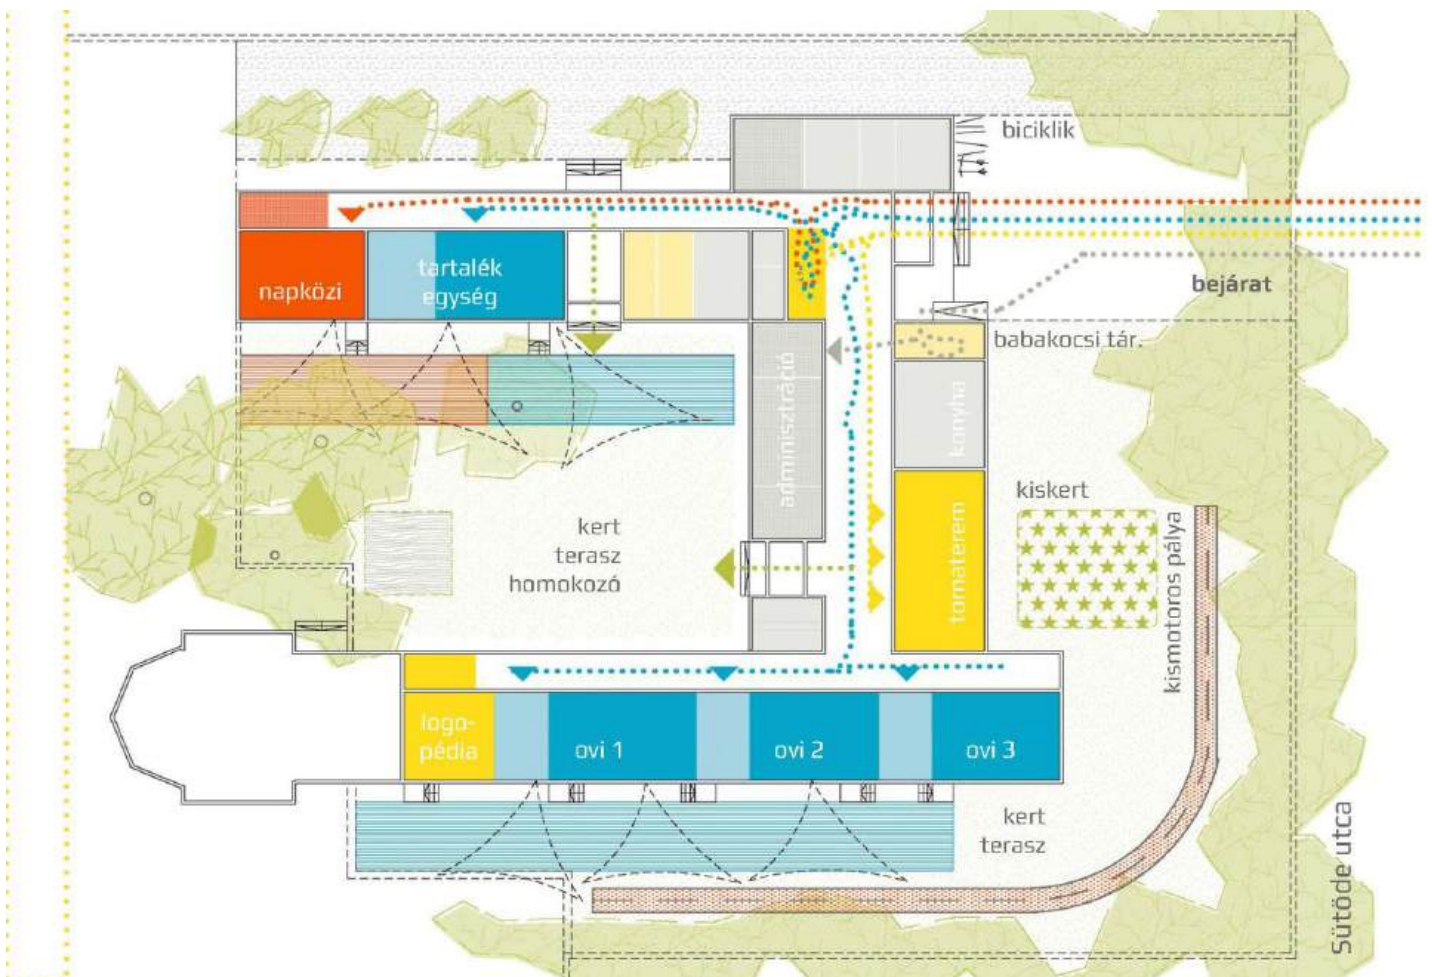 biciklik
tartalék
egység
napközi
bejárat
babakocsi tár.
adminisztráció
konyha
kiskert
kert
terasz
homokozó
tornaterem
kismotoros pálya
logo-
pédia
ovi 1
ovi 2
ovi 3
kert
terasz
Sütöde utca